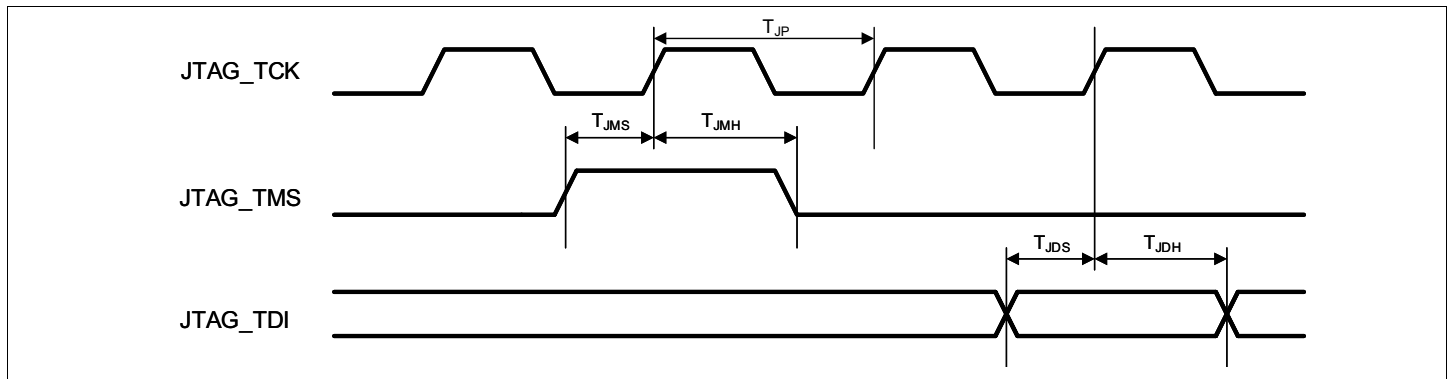 T_JP
JTAG_TCK
T_JMS T_JMH
JTAG_TMS
T_JDS T_JDH
JTAG_TDI